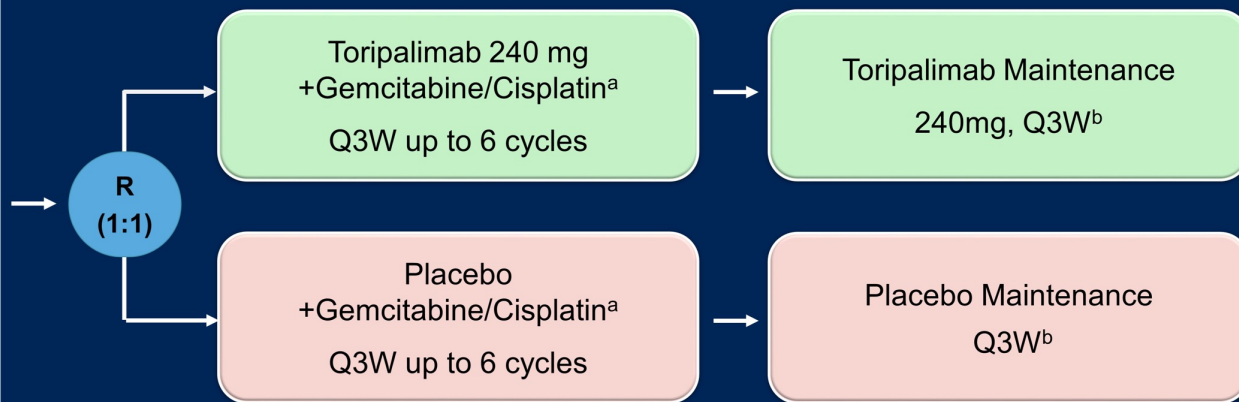 R
(1:1)
Toripalimab 240 mg
+Gemcitabine/Cisplatinᵃ
Q3W up to 6 cycles
Toripalimab Maintenance
240mg, Q3Wᵇ
Placebo
+Gemcitabine/Cisplatinᵃ
Q3W up to 6 cycles
Placebo Maintenance
Q3Wᵇ